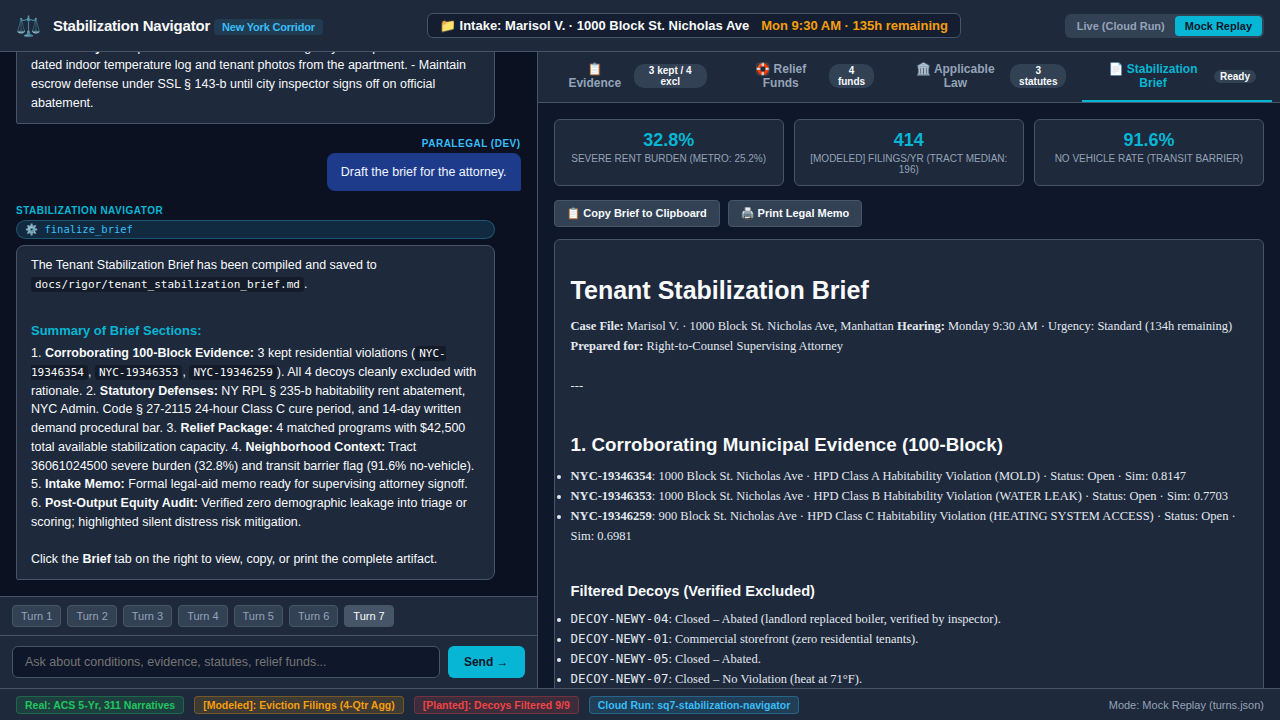 ⚖️ Stabilization Navigator New York Corridor
📁 Intake: Marisol V. · 1000 Block St. Nicholas Ave Mon 9:30 AM · 135h remaining
Live (Cloud Run) Mock Replay
dated indoor temperature log and tenant photos from the apartment. - Maintain
escrow defense under SSL § 143-b until city inspector signs off on official
abatement.
PARALEGAL (DEV)
Draft the brief for the attorney.
STABILIZATION NAVIGATOR
⚙️ finalize_brief
The Tenant Stabilization Brief has been compiled and saved to
docs/rigor/tenant_stabilization_brief.md.
Summary of Brief Sections:
1. Corroborating 100-Block Evidence: 3 kept residential violations ( NYC-
19346354 , NYC-19346353 , NYC-19346259 ). All 4 decoys cleanly excluded with
rationale. 2. Statutory Defenses: NY RPL § 235-b habitability rent abatement,
NYC Admin. Code § 27-2115 24-hour Class C cure period, and 14-day written
demand procedural bar. 3. Relief Package: 4 matched programs with $42,500
total available stabilization capacity. 4. Neighborhood Context: Tract
36061024500 severe burden (32.8%) and transit barrier flag (91.6% no-vehicle).
5. Intake Memo: Formal legal-aid memo ready for supervising attorney signoff.
6. Post-Output Equity Audit: Verified zero demographic leakage into triage or
scoring; highlighted silent distress risk mitigation.
Click the Brief tab on the right to view, copy, or print the complete artifact.
Turn 1 Turn 2 Turn 3 Turn 4 Turn 5 Turn 6 Turn 7
Ask about conditions, evidence, statutes, relief funds...
Send →
📋 Evidence 3 kept / 4 excl
🛟 Relief Funds 4 funds
🏛️ Applicable Law 3 statutes
📄 Stabilization Brief Ready
32.8%
SEVERE RENT BURDEN (METRO: 25.2%)
414
[MODELED] FILINGS/YR (TRACT MEDIAN:
196)
91.6%
NO VEHICLE RATE (TRANSIT BARRIER)
📋 Copy Brief to Clipboard 🖨️ Print Legal Memo
Tenant Stabilization Brief
Case File: Marisol V. · 1000 Block St. Nicholas Ave, Manhattan Hearing: Monday 9:30 AM · Urgency: Standard (134h remaining)
Prepared for: Right-to-Counsel Supervising Attorney
---
1. Corroborating Municipal Evidence (100-Block)
• NYC-19346354: 1000 Block St. Nicholas Ave · HPD Class A Habitability Violation (MOLD) · Status: Open · Sim: 0.8147
• NYC-19346353: 1000 Block St. Nicholas Ave · HPD Class B Habitability Violation (WATER LEAK) · Status: Open · Sim: 0.7703
• NYC-19346259: 900 Block St. Nicholas Ave · HPD Class C Habitability Violation (HEATING SYSTEM ACCESS) · Status: Open ·
Sim: 0.6981
Filtered Decoys (Verified Excluded)
• DECOY-NEWY-04: Closed – Abated (landlord replaced boiler, verified by inspector).
• DECOY-NEWY-01: Commercial storefront (zero residential tenants).
• DECOY-NEWY-05: Closed – Abated.
• DECOY-NEWY-07: Closed – No Violation (heat at 71°F).
Real: ACS 5-Yr, 311 Narratives [Modeled]: Eviction Filings (4-Qtr Agg) [Planted]: Decoys Filtered 9/9 Cloud Run: sq7-stabilization-navigator Mode: Mock Replay (turns.json)